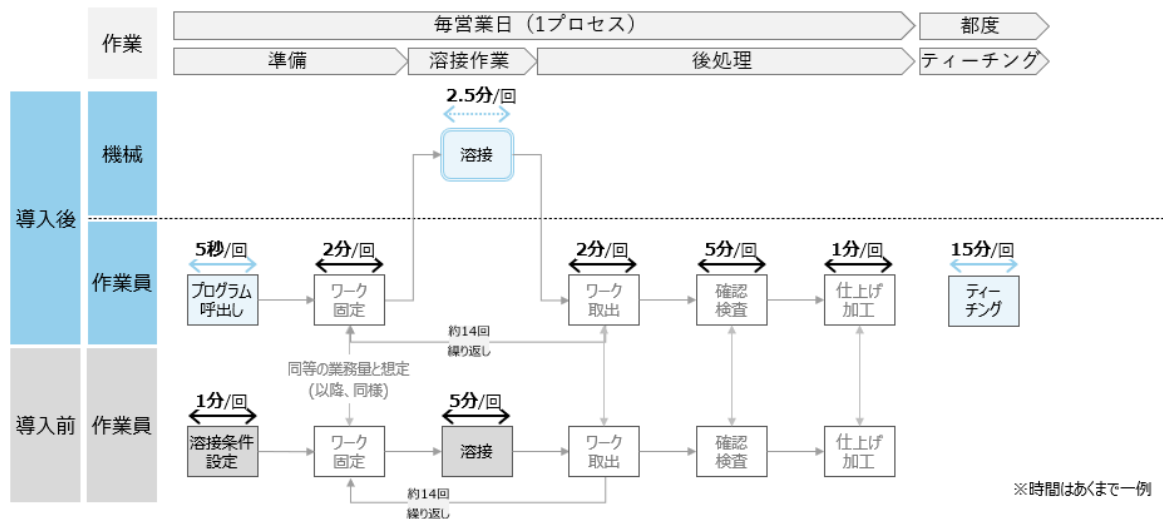 作業
毎営業日（1プロセス）
都度
準備
溶接作業
後処理
ティーチング
導入後
機械
2.5分/回
溶接
作業員
5秒/回
プログラム
呼出し
2分/回
ワーク
固定
2分/回
ワーク
取出
5分/回
確認
検査
1分/回
仕上げ
加工
15分/回
ティー
チング
約14回
繰り返し
同等の業務量と想定
(以降、同様)
導入前
作業員
1分/回
溶接条件
設定
ワーク
固定
5分/回
溶接
ワーク
取出
確認
検査
仕上げ
加工
約14回
繰り返し
※時間はあくまで一例